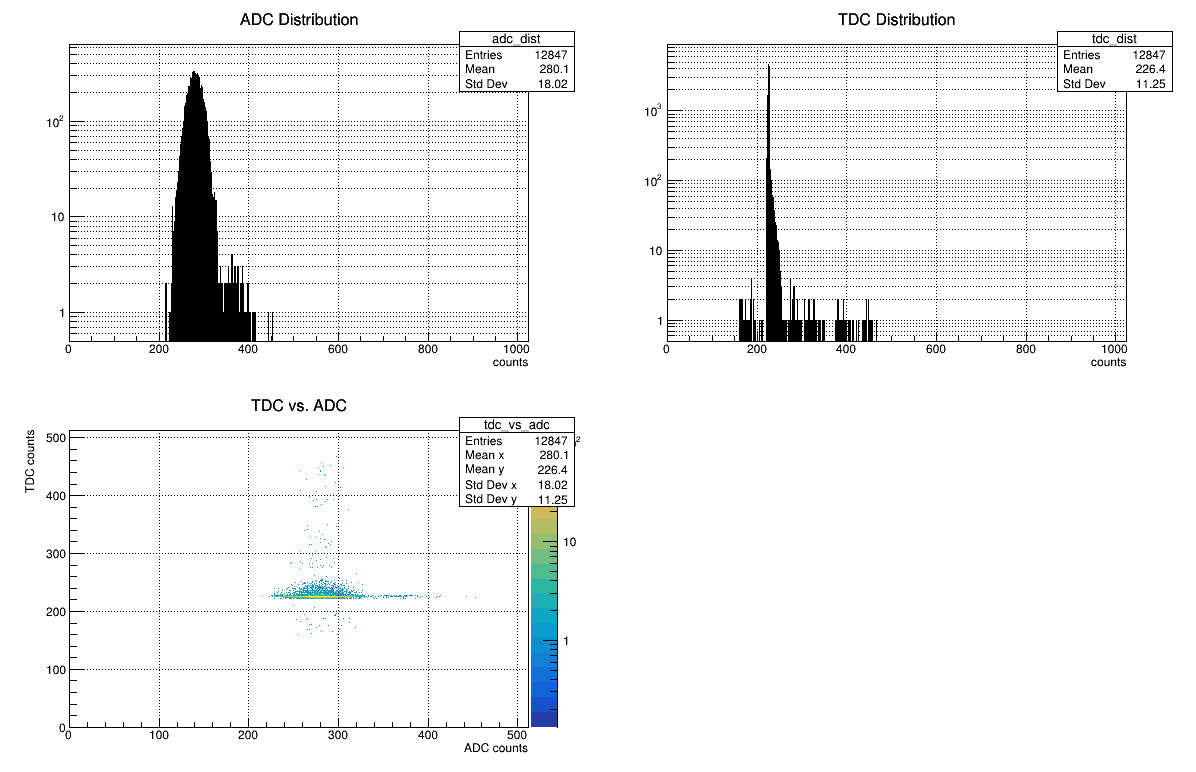 ADC Distribution
adc_dist
Entries 12847
Mean 280.1
Std Dev 18.02
10²
10
1
0 200 400 600 800 1000
counts
TDC Distribution
tdc_dist
Entries 12847
Mean 226.4
Std Dev 11.25
10³
10²
10
1
0 200 400 600 800 1000
counts
TDC vs. ADC
tdc_vs_adc
Entries 12847
Mean x 280.1
Mean y 226.4
Std Dev x 18.02
Std Dev y 11.25
TDC counts
500
400
300
200
100
0
0 100 200 300 400 500
ADC counts
10
1